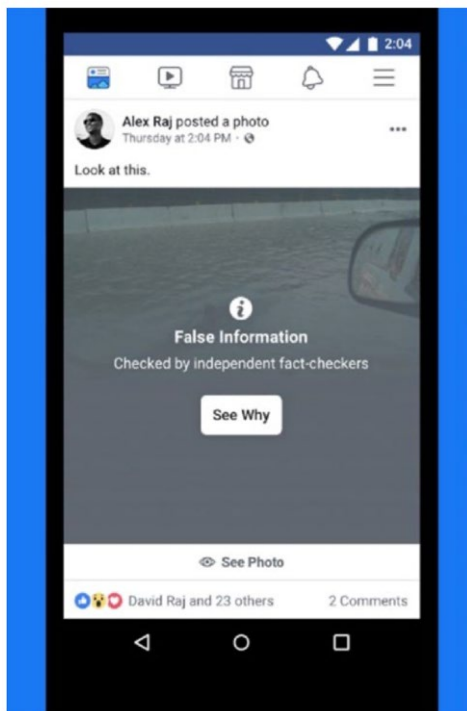 2:04
Alex Raj posted a photo
Thursday at 2:04 PM ·
Look at this.
False Information
Checked by independent fact-checkers
See Why
See Photo
David Raj and 23 others 2 Comments